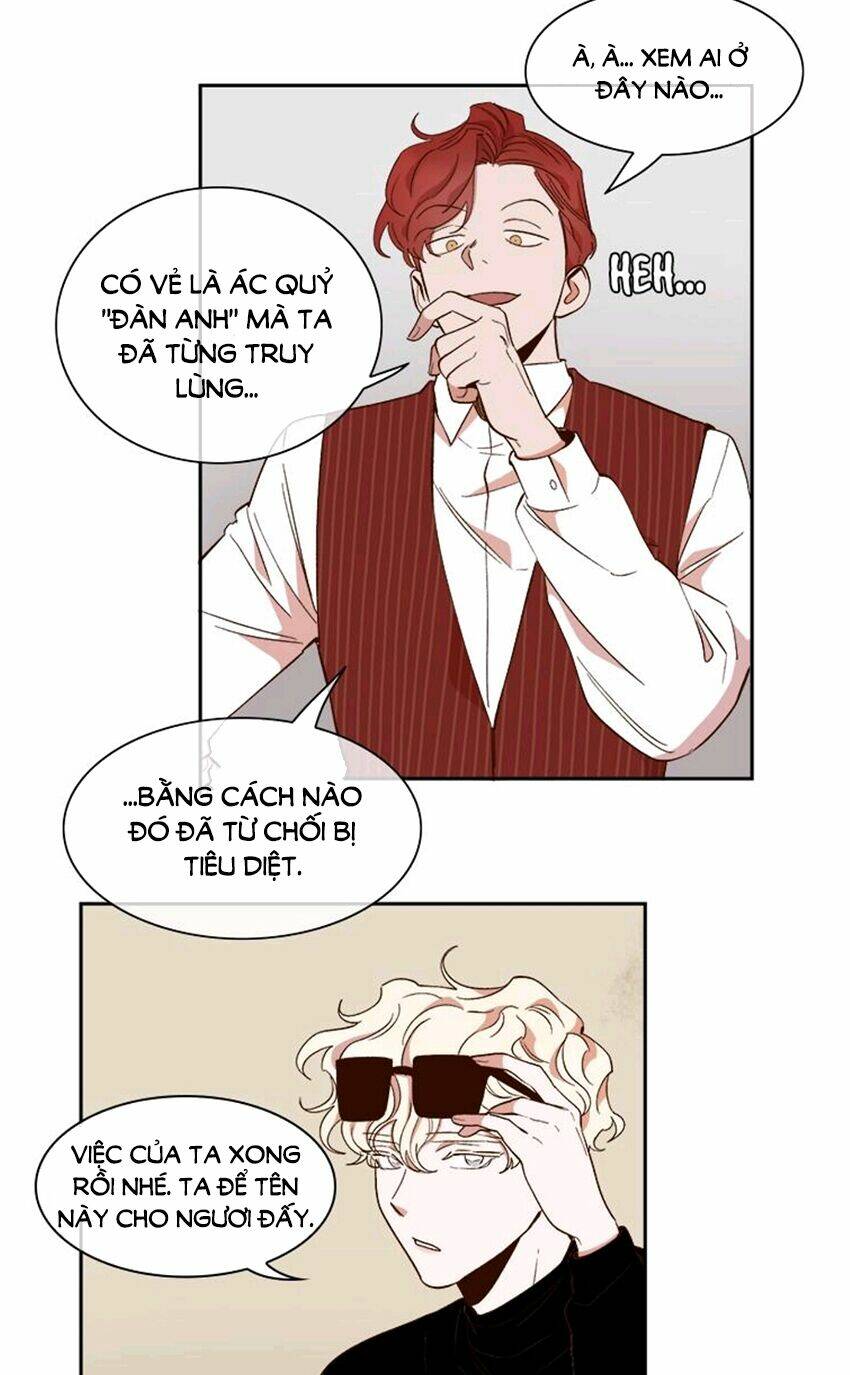 À, À... XEM AI Ở
ĐÂY NÀO...
HEH...
CÓ VẺ LÀ ÁC QUỶ
"ĐÀN ANH" MÀ TA
ĐÃ TỪNG TRUY
LÙNG...
...BẰNG CÁCH NÀO
ĐÓ ĐÃ TỪ CHỐI BỊ
TIÊU DIỆT.
VIỆC CỦA TA XONG
RỒI NHÉ. TA ĐỂ TÊN
NÀY CHO NGƯƠI ĐẤY.